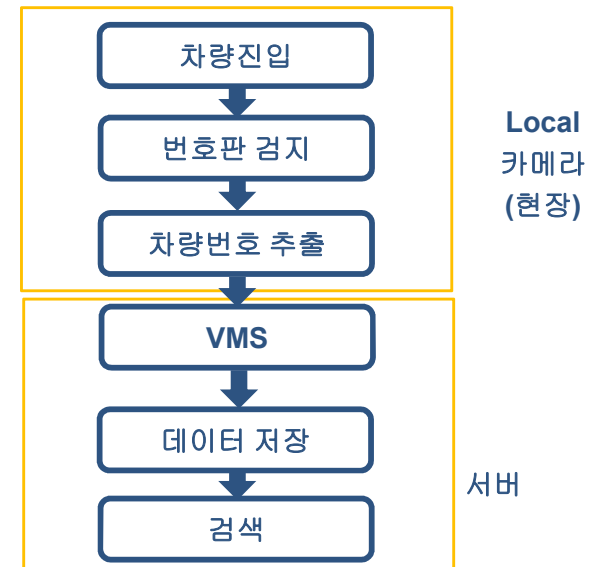 차량진입
번호판 검지
차량번호 추출
Local
카메라
(현장)
VMS
데이터 저장
검색
서버